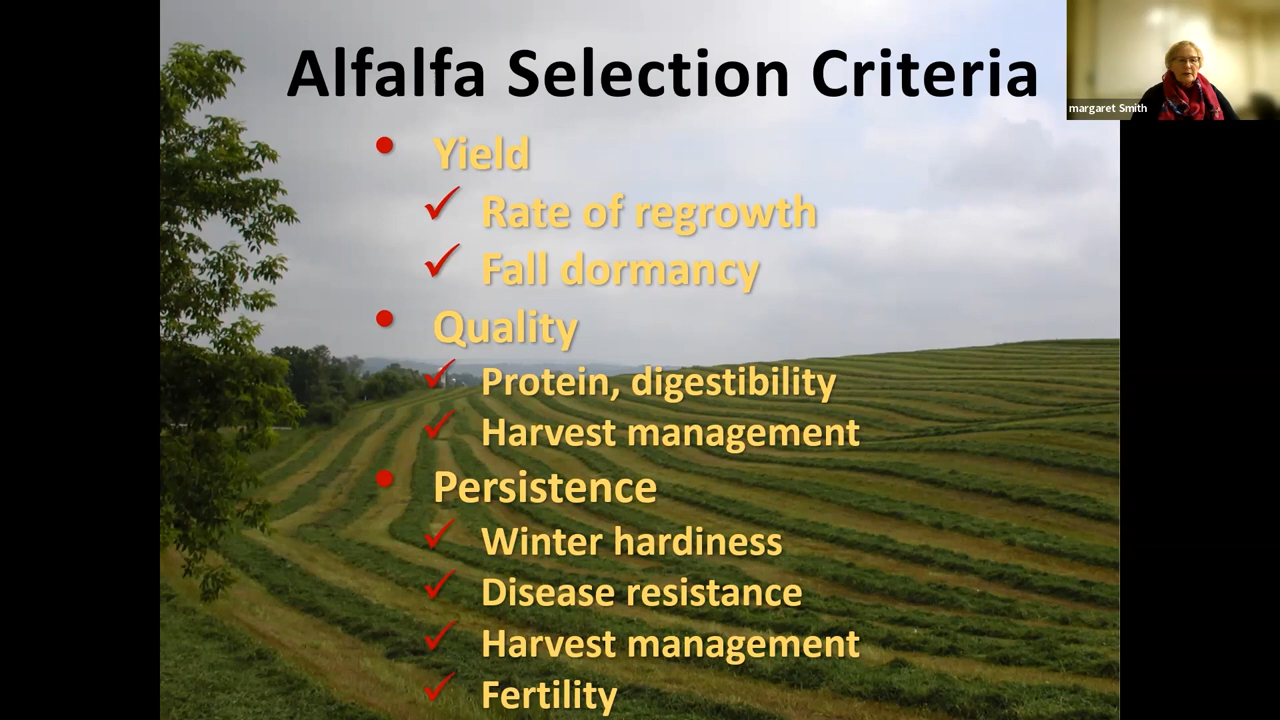 Alfalfa Selection Criteria
margaret Smith
• Yield
✓ Rate of regrowth
✓ Fall dormancy
• Quality
✓ Protein, digestibility
✓ Harvest management
• Persistence
✓ Winter hardiness
✓ Disease resistance
✓ Harvest management
✓ Fertility